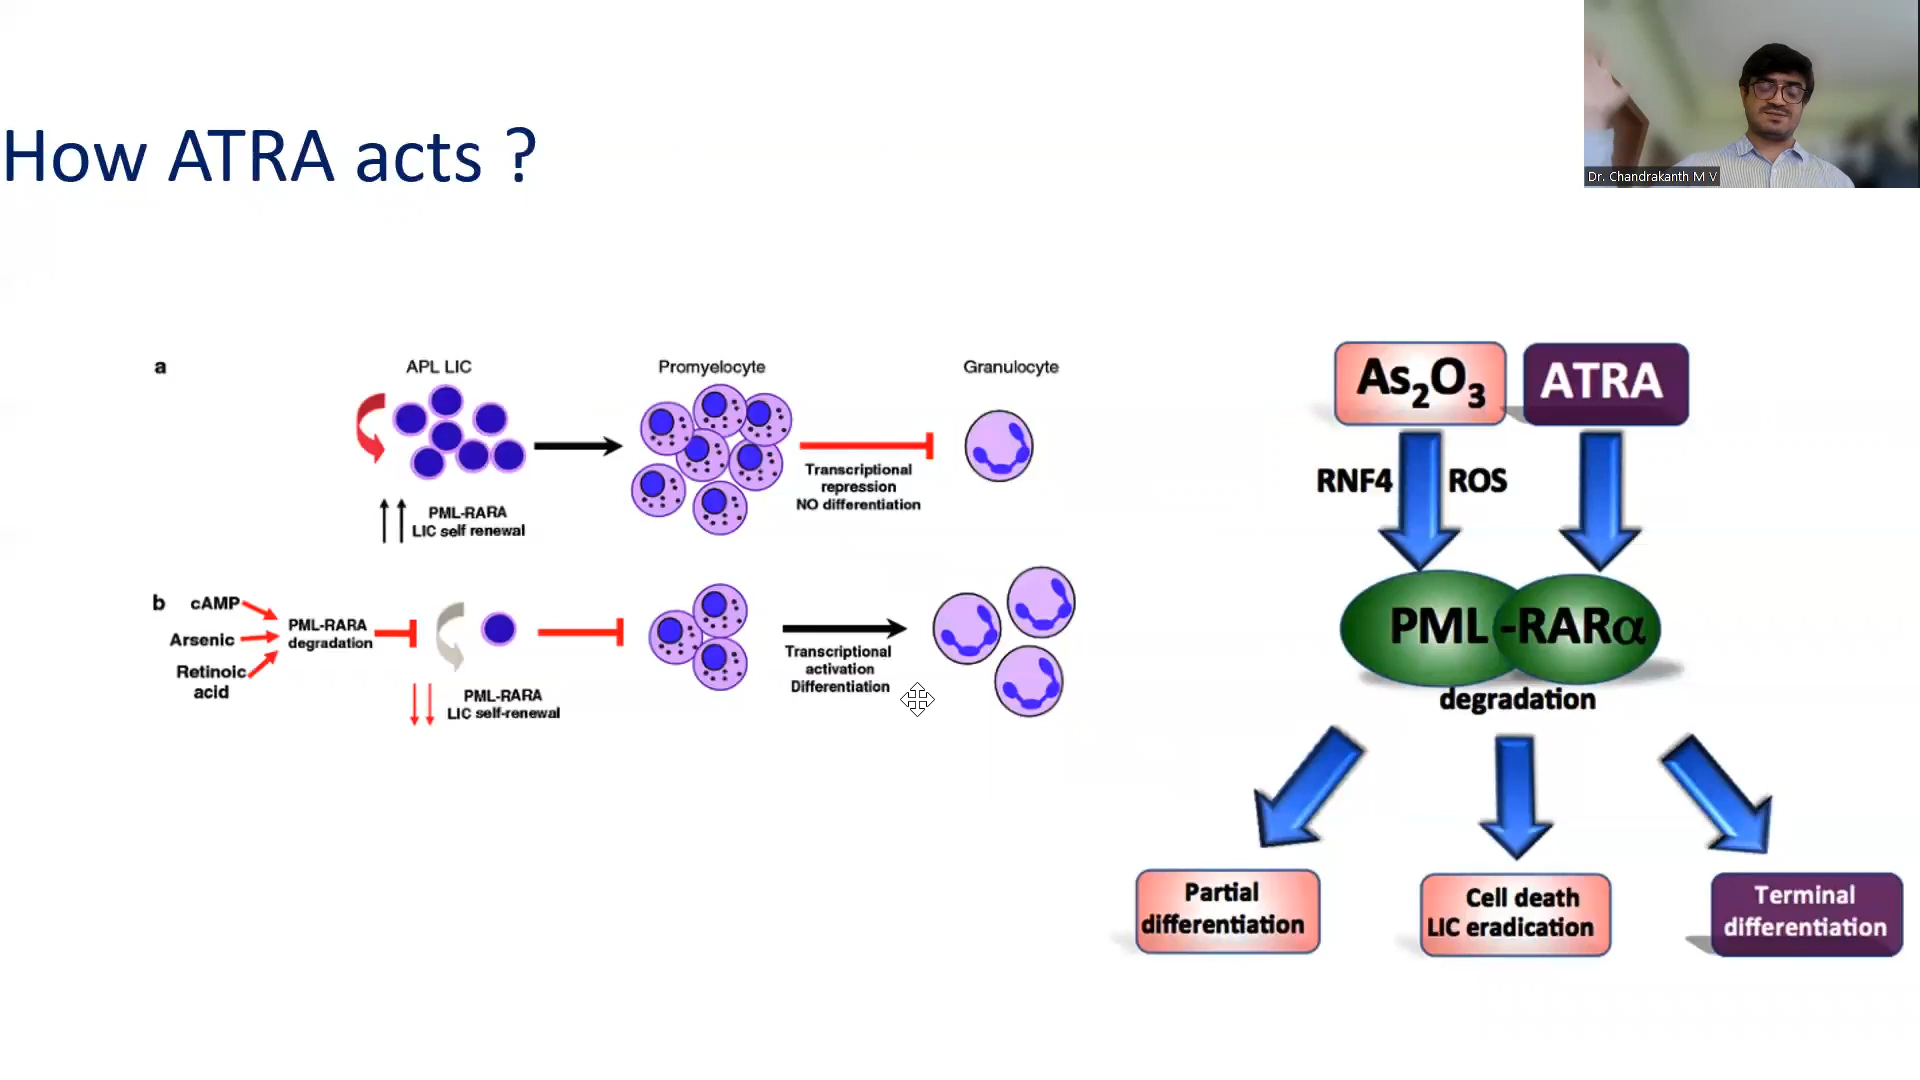 Dr. Chandrakanth M V
How ATRA acts ?
a
APL LIC
Promyelocyte
Granulocyte
Transcriptional
repression
NO differentiation
PML-RARA
LIC self renewal
b
cAMP
Arsenic
Retinoic
acid
PML-RARA
degradation
PML-RARA
LIC self-renewal
Transcriptional
activation
Differentiation
As2O3
ATRA
RNF4
ROS
PML-RARα
degradation
Partial
differentiation
Cell death
LIC eradication
Terminal
differentiation